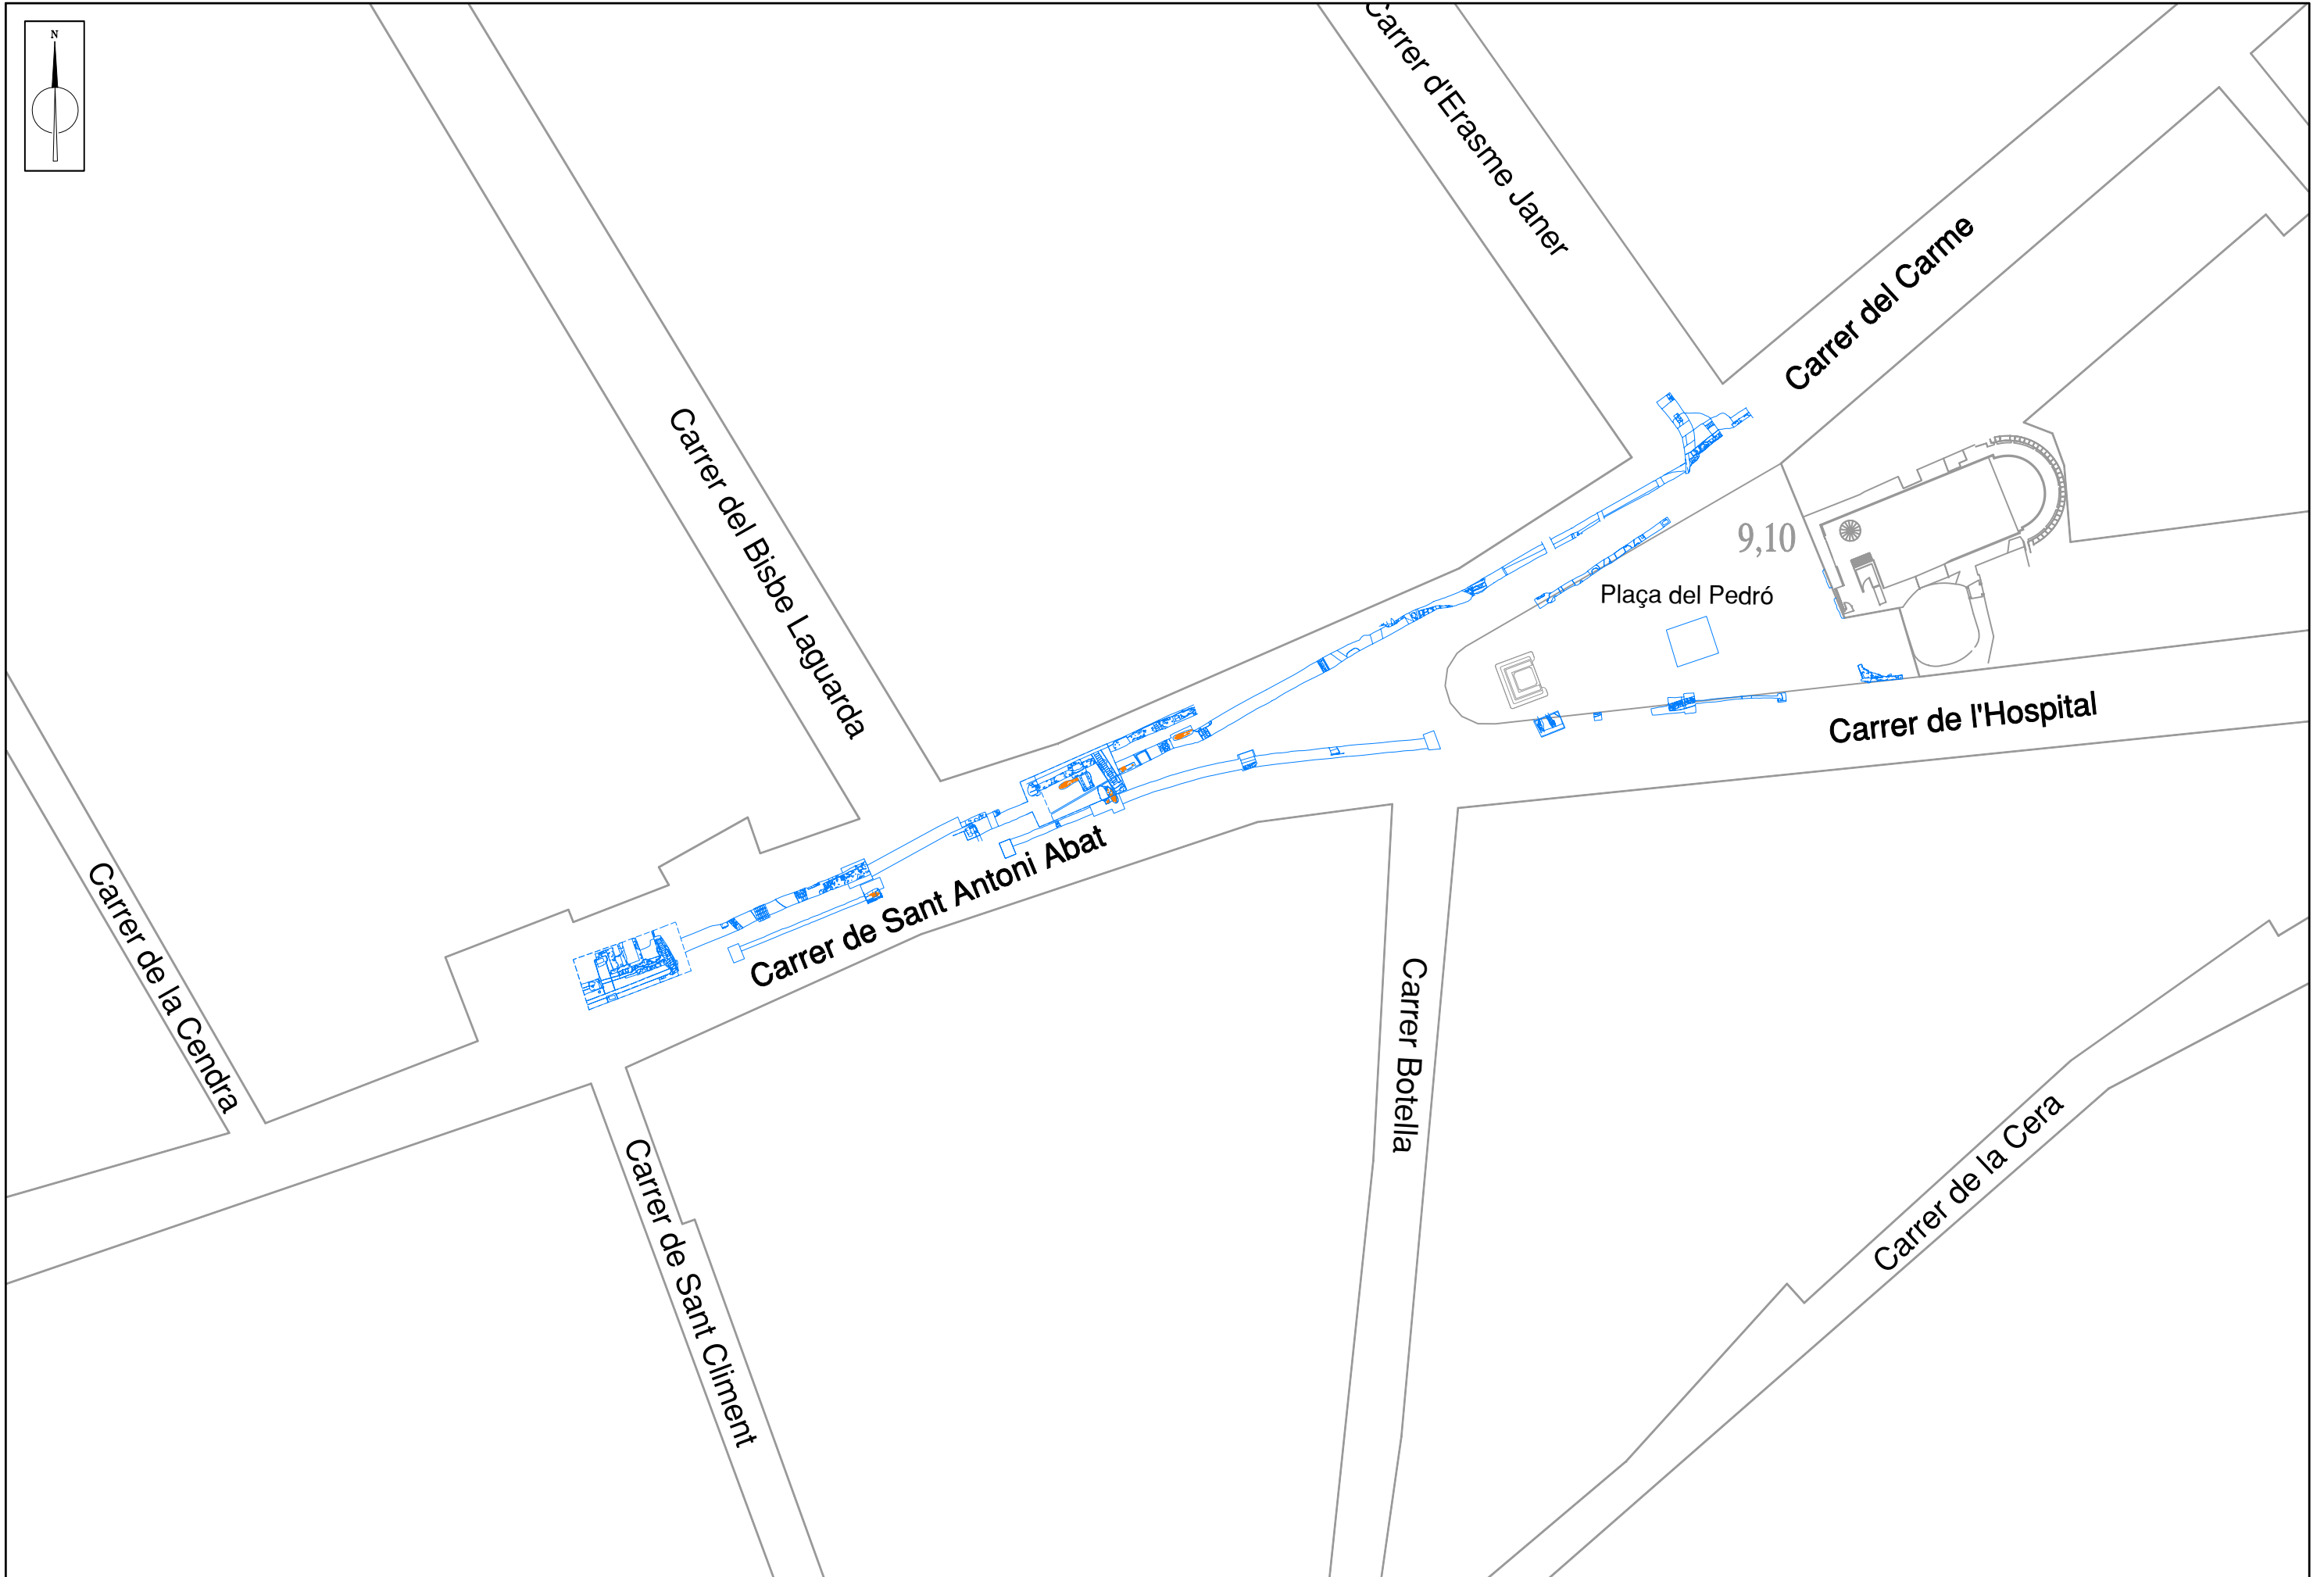 N
Carrer d'Erasme Janer
Carrer del Carme
Carrer del Bisbe Laguarda
9,10
Plaça del Pedró
Carrer de l'Hospital
Carrer de Sant Antoni Abat
Carrer de la Cendra
Carrer Botella
Carrer de la Cera
Carrer de Sant Climent